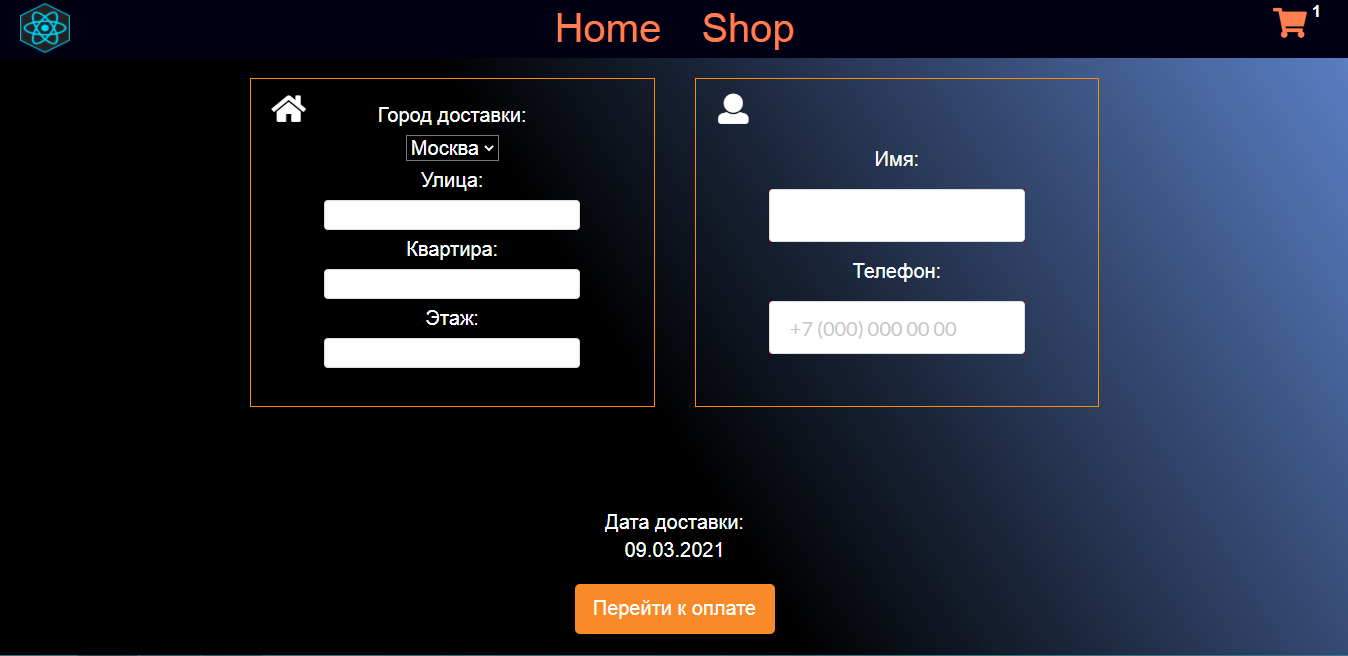 Home Shop
1
Город доставки:
Москва
Улица:
Квартира:
Этаж:
Имя:
Телефон:
+7 (000) 000 00 00
Дата доставки:
09.03.2021
Перейти к оплате